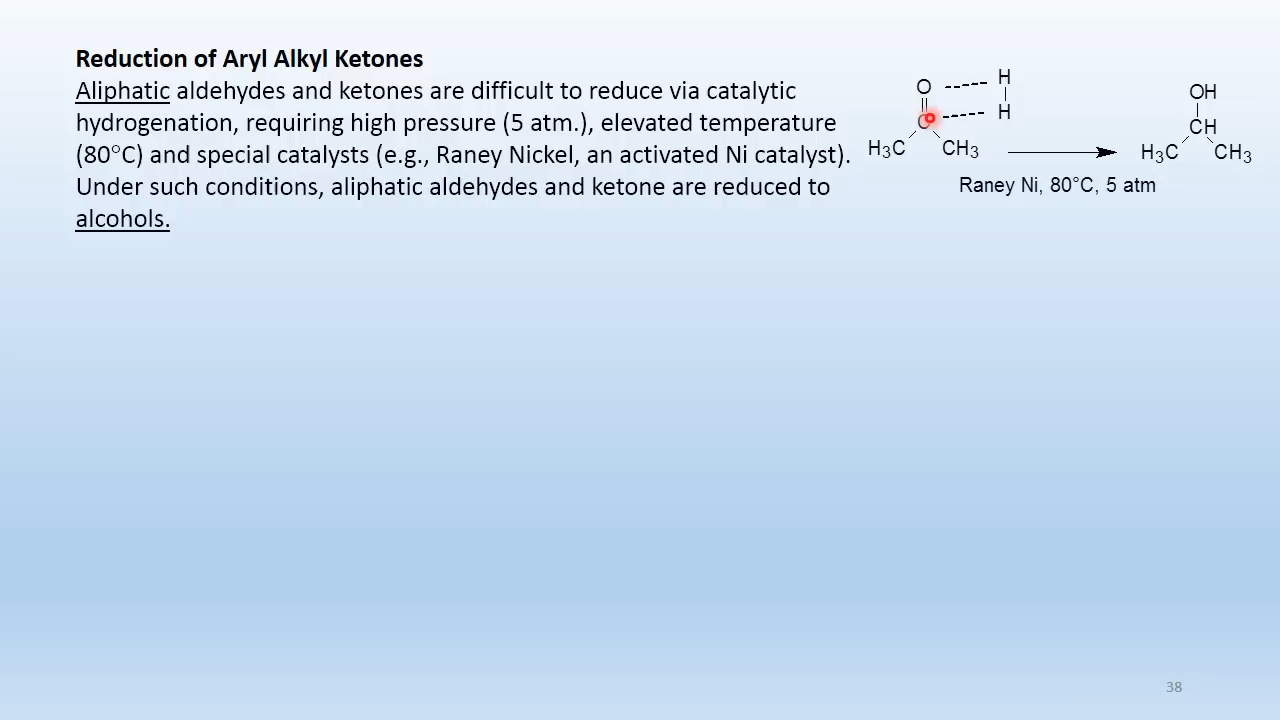 Reduction of Aryl Alkyl Ketones
Aliphatic aldehydes and ketones are difficult to reduce via catalytic
hydrogenation, requiring high pressure (5 atm.), elevated temperature
(80°C) and special catalysts (e.g., Raney Nickel, an activated Ni catalyst).
Under such conditions, aliphatic aldehydes and ketone are reduced to
alcohols.
O H
C H
H₃C CH₃
Raney Ni, 80°C, 5 atm
OH
CH
H₃C CH₃
38